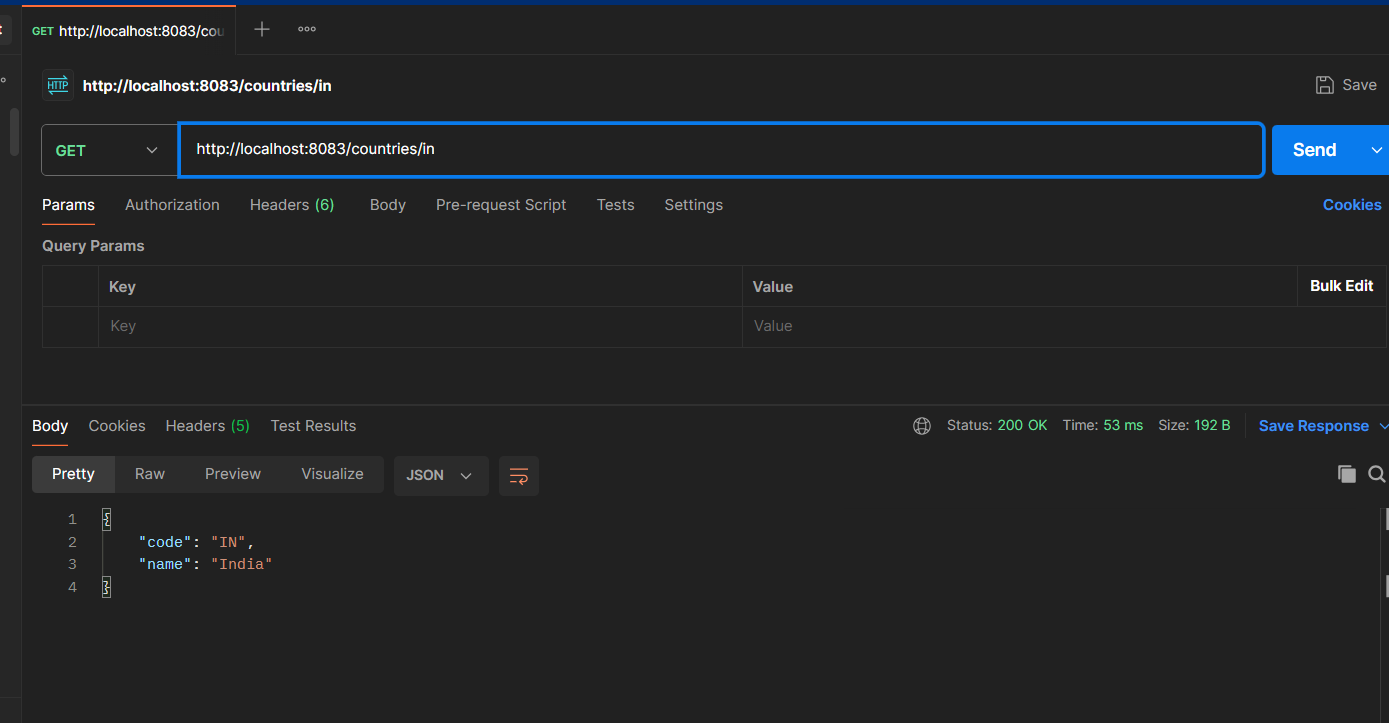 GET http://localhost:8083/cou
HTTP http://localhost:8083/countries/in Save
GET http://localhost:8083/countries/in Send
Params Authorization Headers (6) Body Pre-request Script Tests Settings Cookies
Query Params
Key Value Bulk Edit
Key Value
Body Cookies Headers (5) Test Results Status: 200 OK Time: 53 ms Size: 192 B Save Response
Pretty Raw Preview Visualize JSON
1 {
2 "code": "IN",
3 "name": "India"
4 }